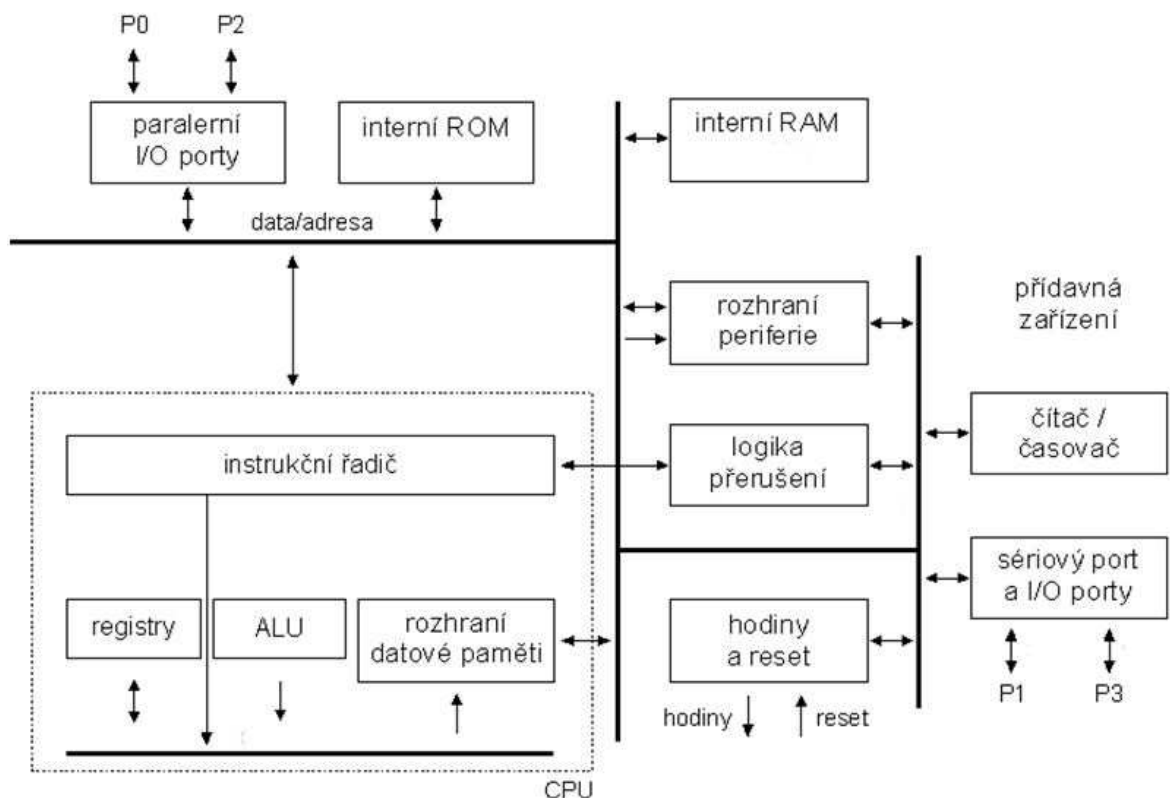 P0
P2
paralerní
I/O porty
interní ROM
interní RAM
data/adresa
rozhraní
periferie
přídavná
zařízení
instrukční řadič
logika
přerušení
čítač /
časovač
registry
ALU
rozhraní
datové paměti
hodiny
a reset
sériový port
a I/O porty
hodiny
reset
P1
P3
CPU